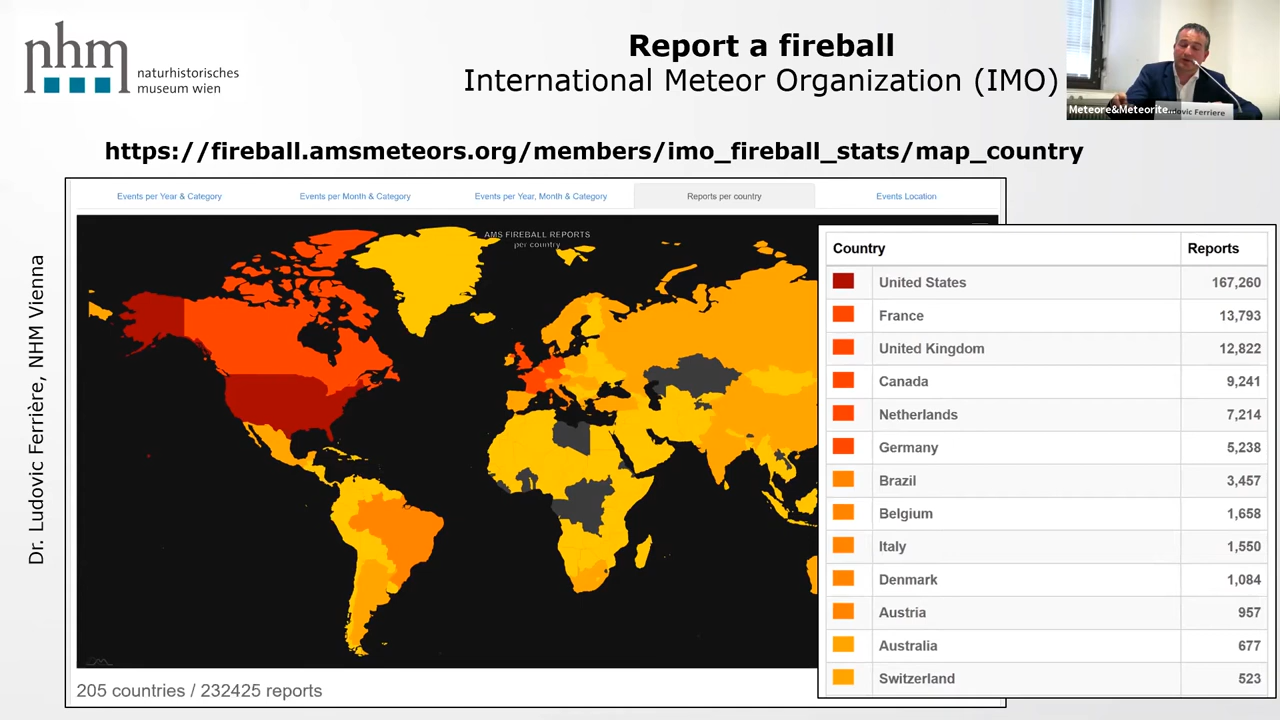 nhm
naturhistorisches
museum wien
Report a fireball
International Meteor Organization (IMO)
Meteore&Meteorite...
Ludovic Ferriere
https://fireball.amsmeteors.org/members/imo_fireball_stats/map_country
Events per Year & Category
Events per Month & Category
Events per Year, Month & Category
Reports per country
Events Location
AMS FIREBALL REPORTS
per country
Dr. Ludovic Ferrière, NHM Vienna
Country Reports
United States 167,260
France 13,793
United Kingdom 12,822
Canada 9,241
Netherlands 7,214
Germany 5,238
Brazil 3,457
Belgium 1,658
Italy 1,550
Denmark 1,084
Austria 957
Australia 677
Switzerland 523
205 countries / 232425 reports